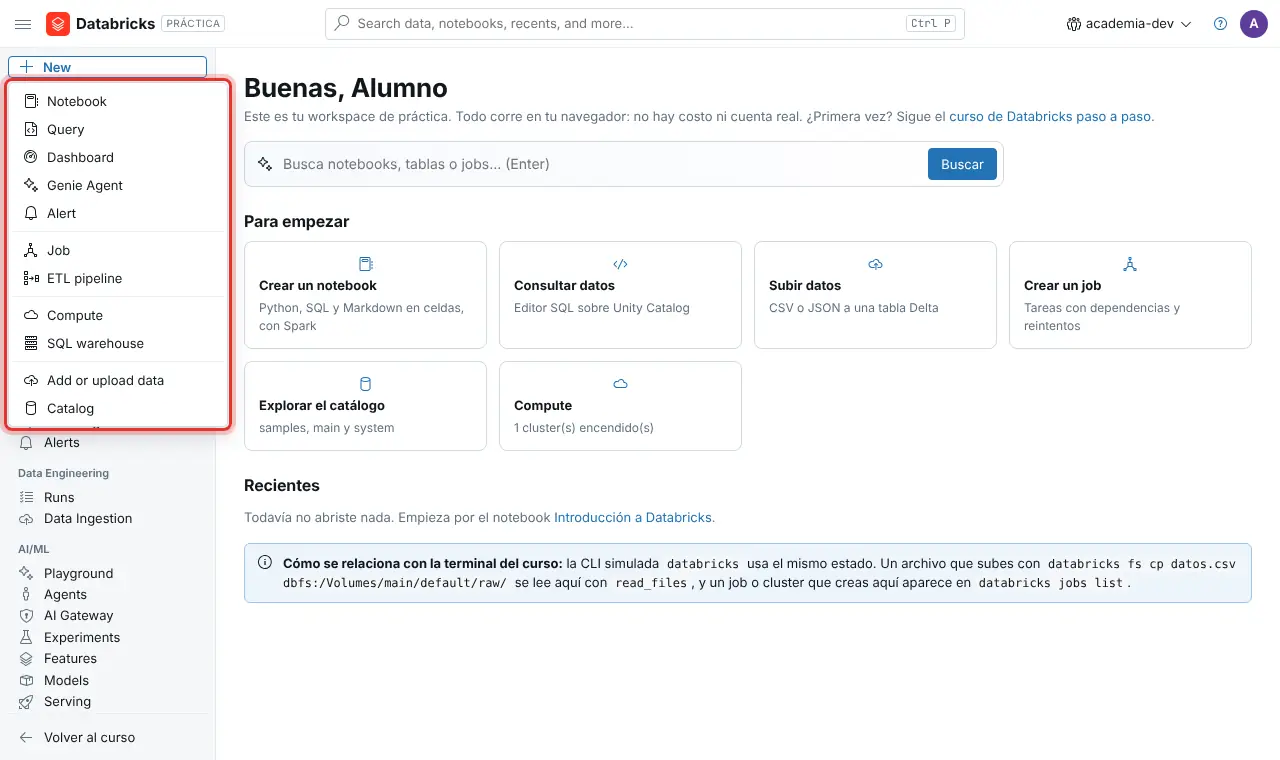 Databricks PRÁCTICA
Search data, notebooks, recents, and more... Ctrl P
academia-dev
A
New
Notebook
Query
Dashboard
Genie Agent
Alert
Job
ETL pipeline
Compute
SQL warehouse
Add or upload data
Catalog
Alerts
Data Engineering
Runs
Data Ingestion
AI/ML
Playground
Agents
AI Gateway
Experiments
Features
Models
Serving
Volver al curso
Buenas, Alumno
Este es tu workspace de práctica. Todo corre en tu navegador: no hay costo ni cuenta real. ¿Primera vez? Sigue el curso de Databricks paso a paso.
Busca notebooks, tablas o jobs... (Enter)
Buscar
Para empezar
Crear un notebook
Python, SQL y Markdown en celdas,
con Spark
Consultar datos
Editor SQL sobre Unity Catalog
Subir datos
CSV o JSON a una tabla Delta
Crear un job
Tareas con dependencias y
reintentos
Explorar el catálogo
samples, main y system
Compute
1 cluster(s) encendido(s)
Recientes
Todavía no abriste nada. Empieza por el notebook Introducción a Databricks.
Cómo se relaciona con la terminal del curso: la CLI simulada databricks usa el mismo estado. Un archivo que subes con databricks fs cp datos.csv
dbfs:/Volumes/main/default/raw/ se lee aquí con read_files, y un job o cluster que creas aquí aparece en databricks jobs list.